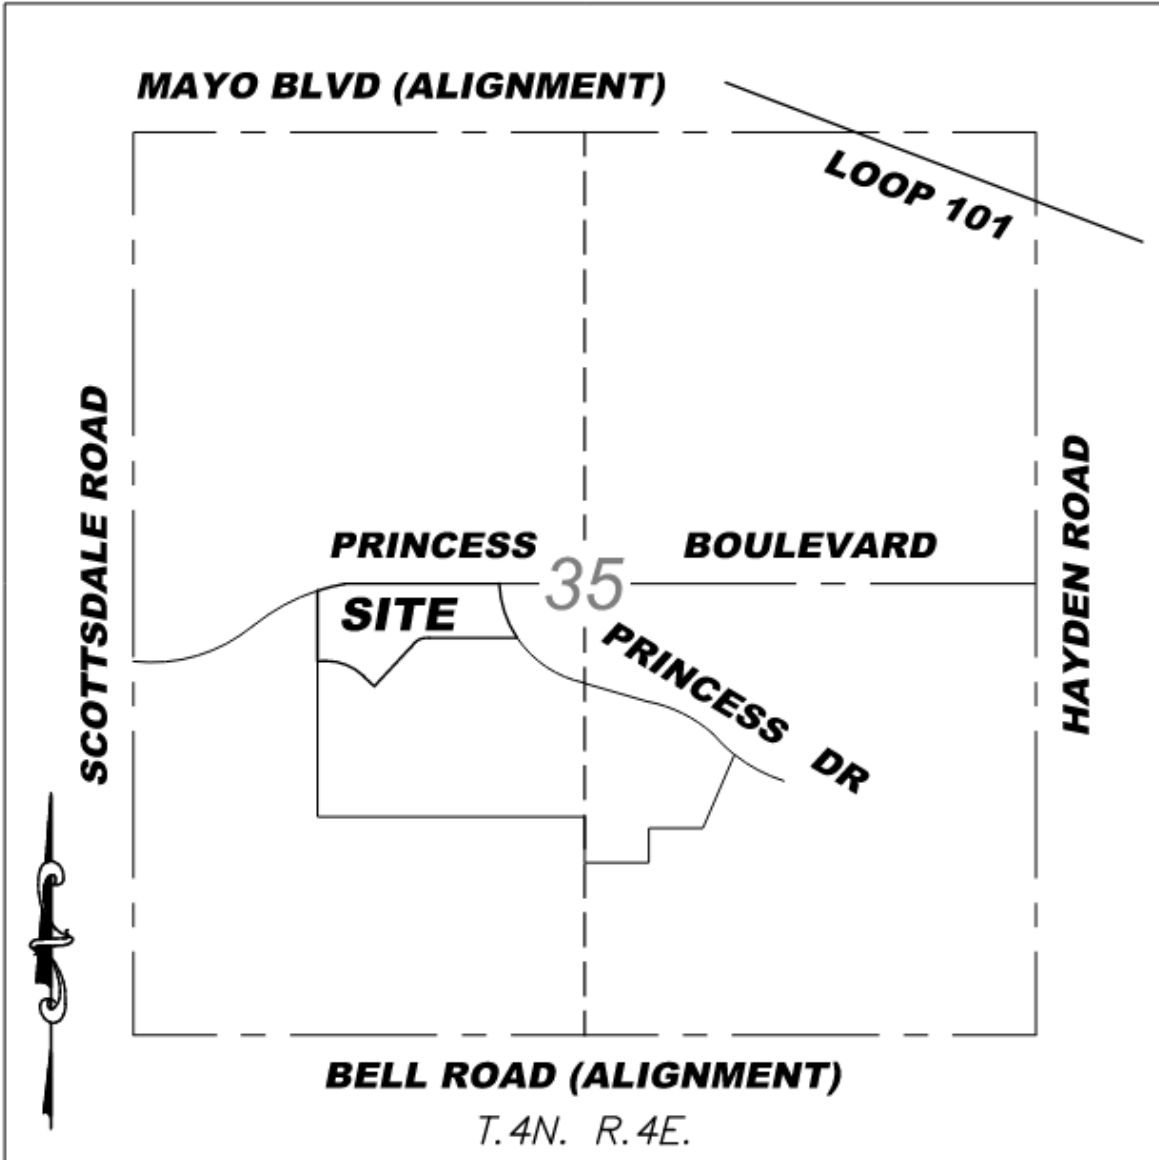 MAYO BLVD (ALIGNMENT)
LOOP 101
SCOTTSDALE ROAD
HAYDEN ROAD
PRINCESS BOULEVARD
35
SITE
PRINCESS DR
BELL ROAD (ALIGNMENT)
T.4N. R.4E.